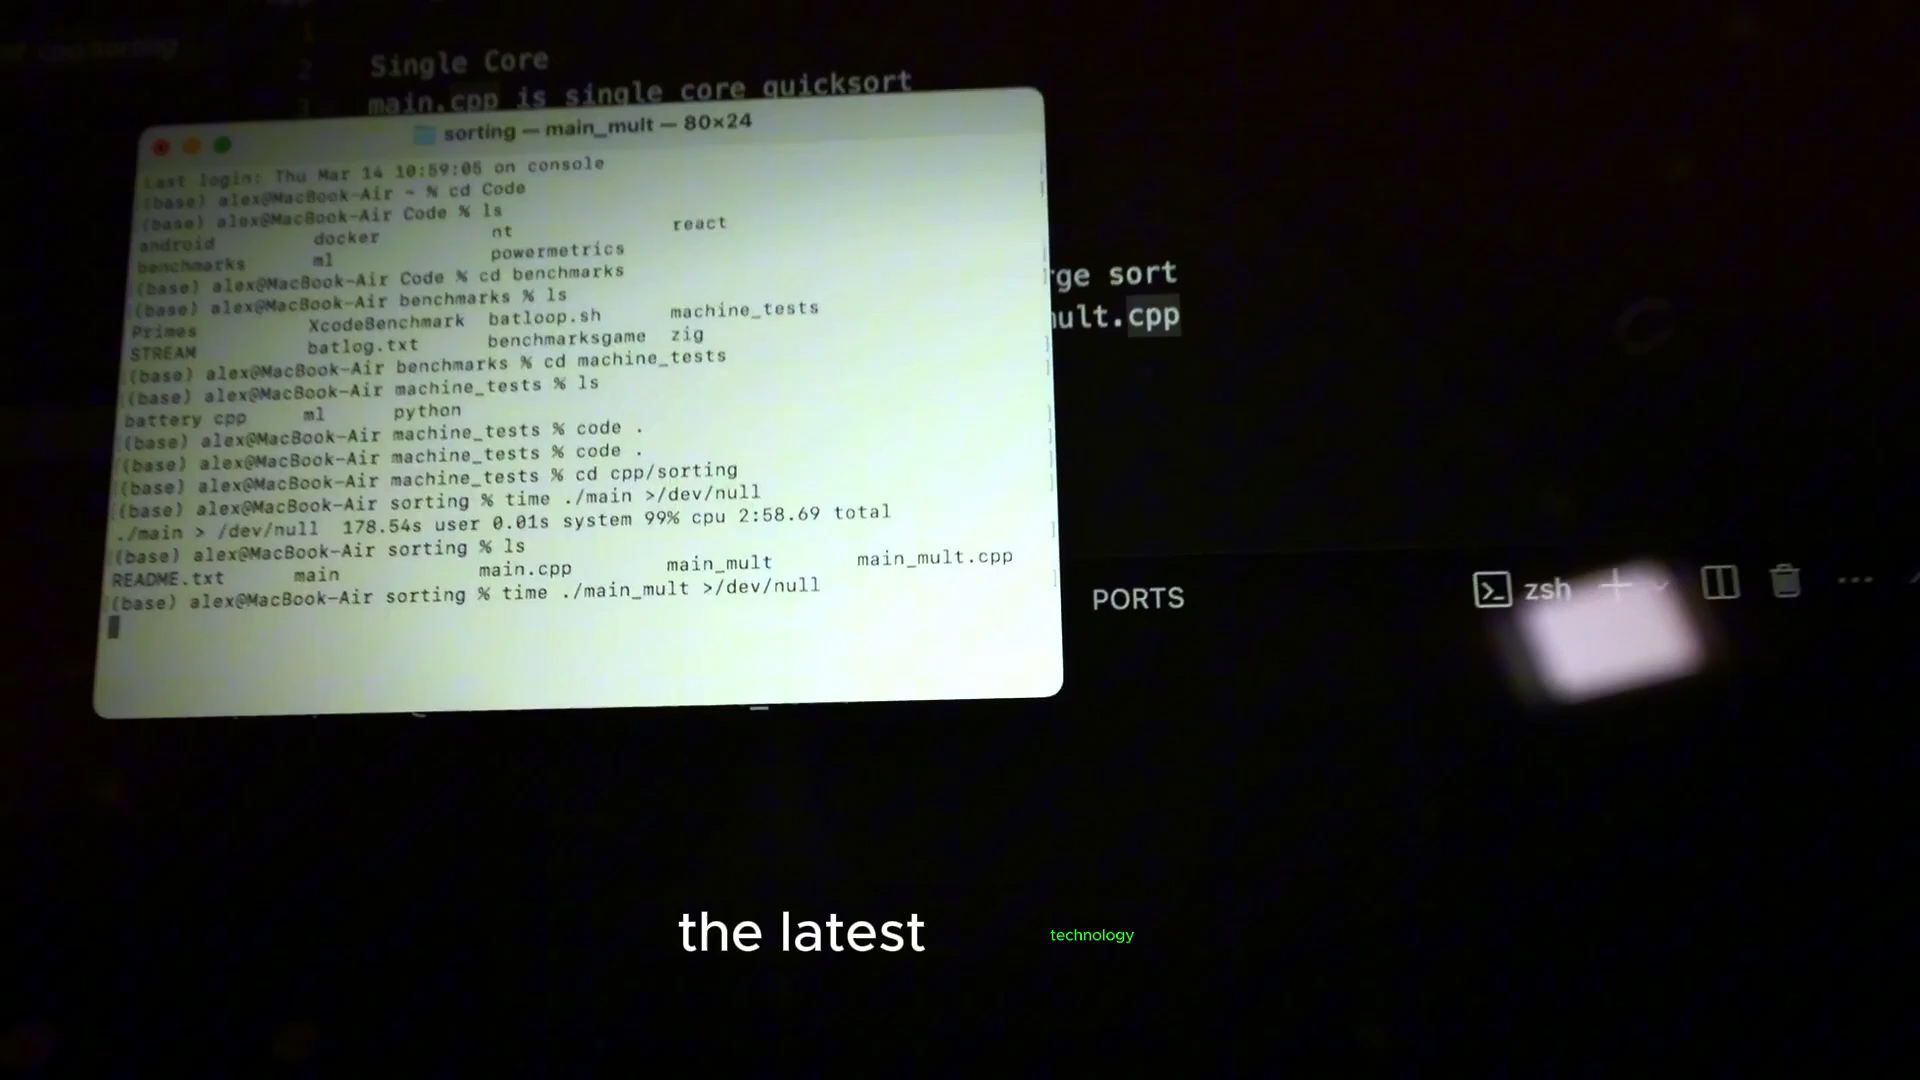 2 Single Core
3 main.cpp is single core quicksort
sorting — main_mult — 80×24
Last login: Thu Mar 14 10:59:05 on console
(base) alex@MacBook-Air ~ % cd Code
(base) alex@MacBook-Air Code % ls
android docker nt react
benchmarks ml powermetrics
(base) alex@MacBook-Air Code % cd benchmarks
(base) alex@MacBook-Air benchmarks % ls
Primes XcodeBenchmark batloop.sh machine_tests
STREAM batlog.txt benchmarksgame zig
(base) alex@MacBook-Air benchmarks % cd machine_tests
(base) alex@MacBook-Air machine_tests % ls
battery cpp ml python
(base) alex@MacBook-Air machine_tests % code .
(base) alex@MacBook-Air machine_tests % code .
(base) alex@MacBook-Air machine_tests % cd cpp/sorting
(base) alex@MacBook-Air sorting % time ./main >/dev/null
./main > /dev/null 178.54s user 0.01s system 99% cpu 2:58.69 total
(base) alex@MacBook-Air sorting % ls
README.txt main main.cpp main_mult main_mult.cpp
(base) alex@MacBook-Air sorting % time ./main_mult >/dev/null
rge sort
mult.cpp
PORTS
zsh
the latest technology